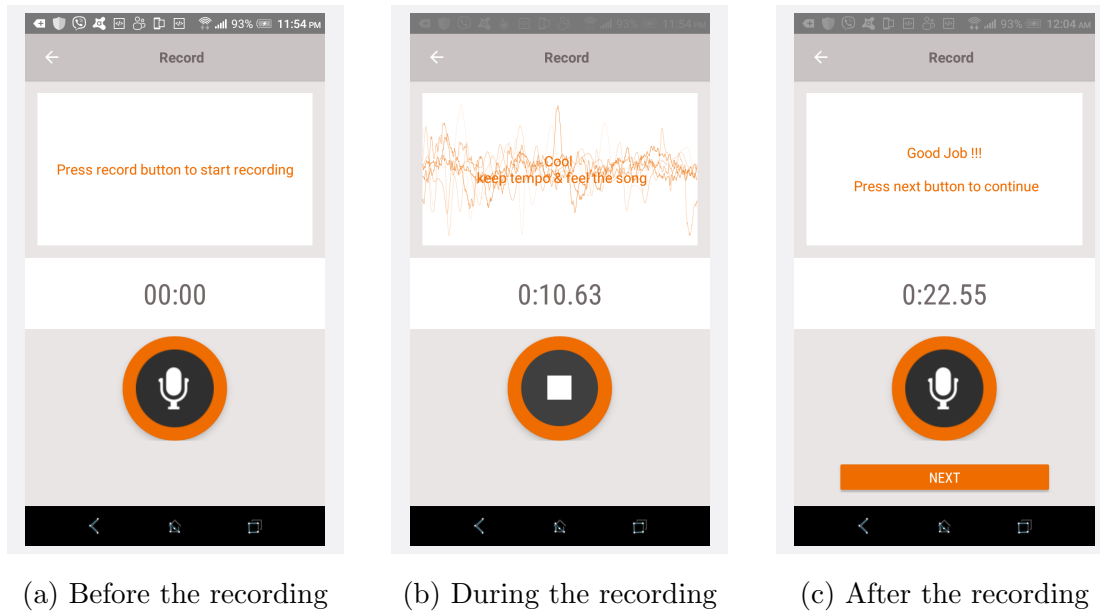 93% 11:54 PM
Record
Press record button to start recording
00:00
(a) Before the recording
93% 11:54 PM
Record
Cool
keep tempo & feel the song
0:10.63
(b) During the recording
93% 12:04 AM
Record
Good Job !!!
Press next button to continue
0:22.55
NEXT
(c) After the recording